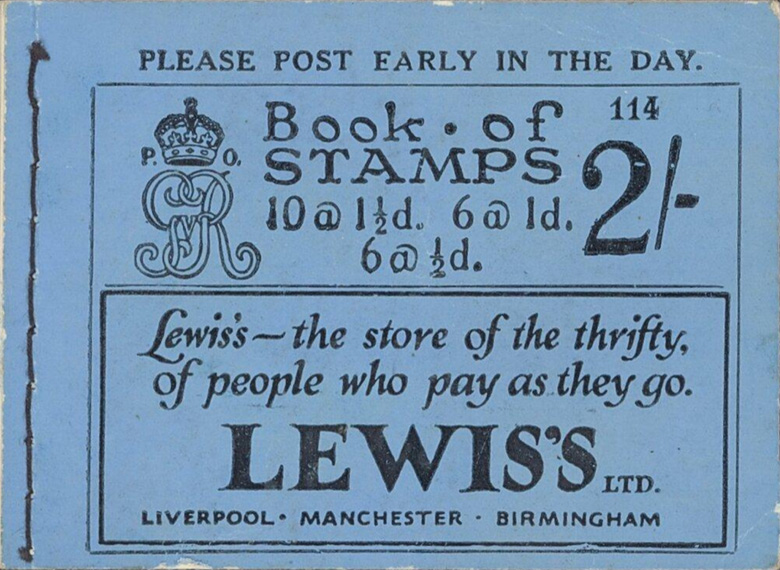 PLEASE POST EARLY IN THE DAY.
114
P. O.
Book · of
STAMPS 2/-
10 @ 1½d. 6 @ 1d.
6 @ ½d.
GRV
Lewis's — the store of the thrifty,
of people who pay as they go.
LEWIS'S LTD.
LIVERPOOL · MANCHESTER · BIRMINGHAM